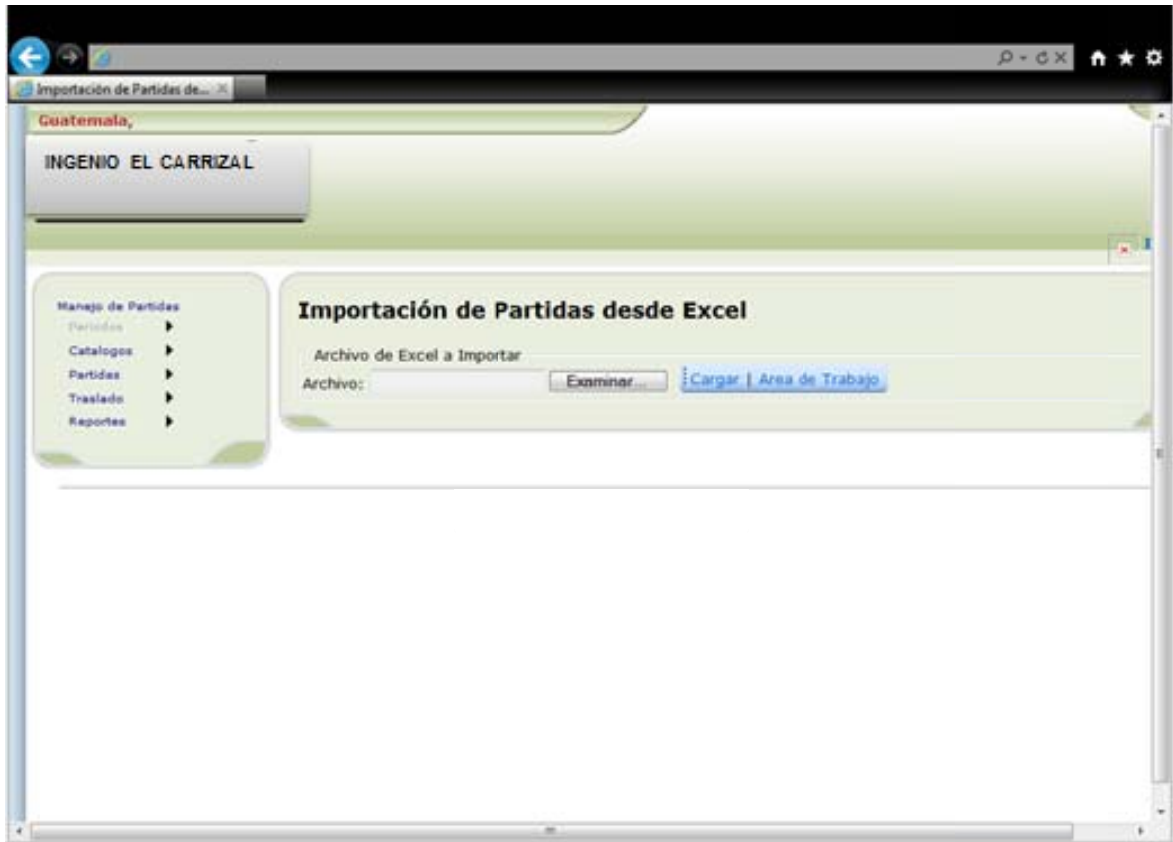 Importación de Partidas de...
Guatemala,
INGENIO EL CARRIZAL
Manejo de Partidas
Periodos
Catalogos
Partidas
Traslado
Reportes
Importación de Partidas desde Excel
Archivo de Excel a Importar
Archivo:
Examinar...
Cargar | Area de Trabajo